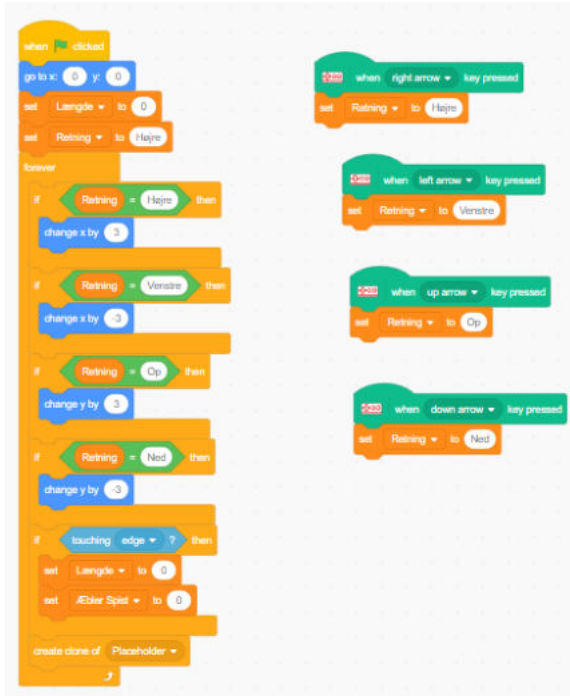 when clicked
go to x: 0 y: 0
set Længde to 0
set Retning to Højre
forever
if Retning = Højre then
change x by 3
if Retning = Venstre then
change x by -3
if Retning = Op then
change y by 3
if Retning = Ned then
change y by -3
if touching edge ? then
set Længde to 0
set Æbler Spist to 0
create clone of Placeholder
when right arrow key pressed
set Retning to Højre
when left arrow key pressed
set Retning to Venstre
when up arrow key pressed
set Retning to Op
when down arrow key pressed
set Retning to Ned